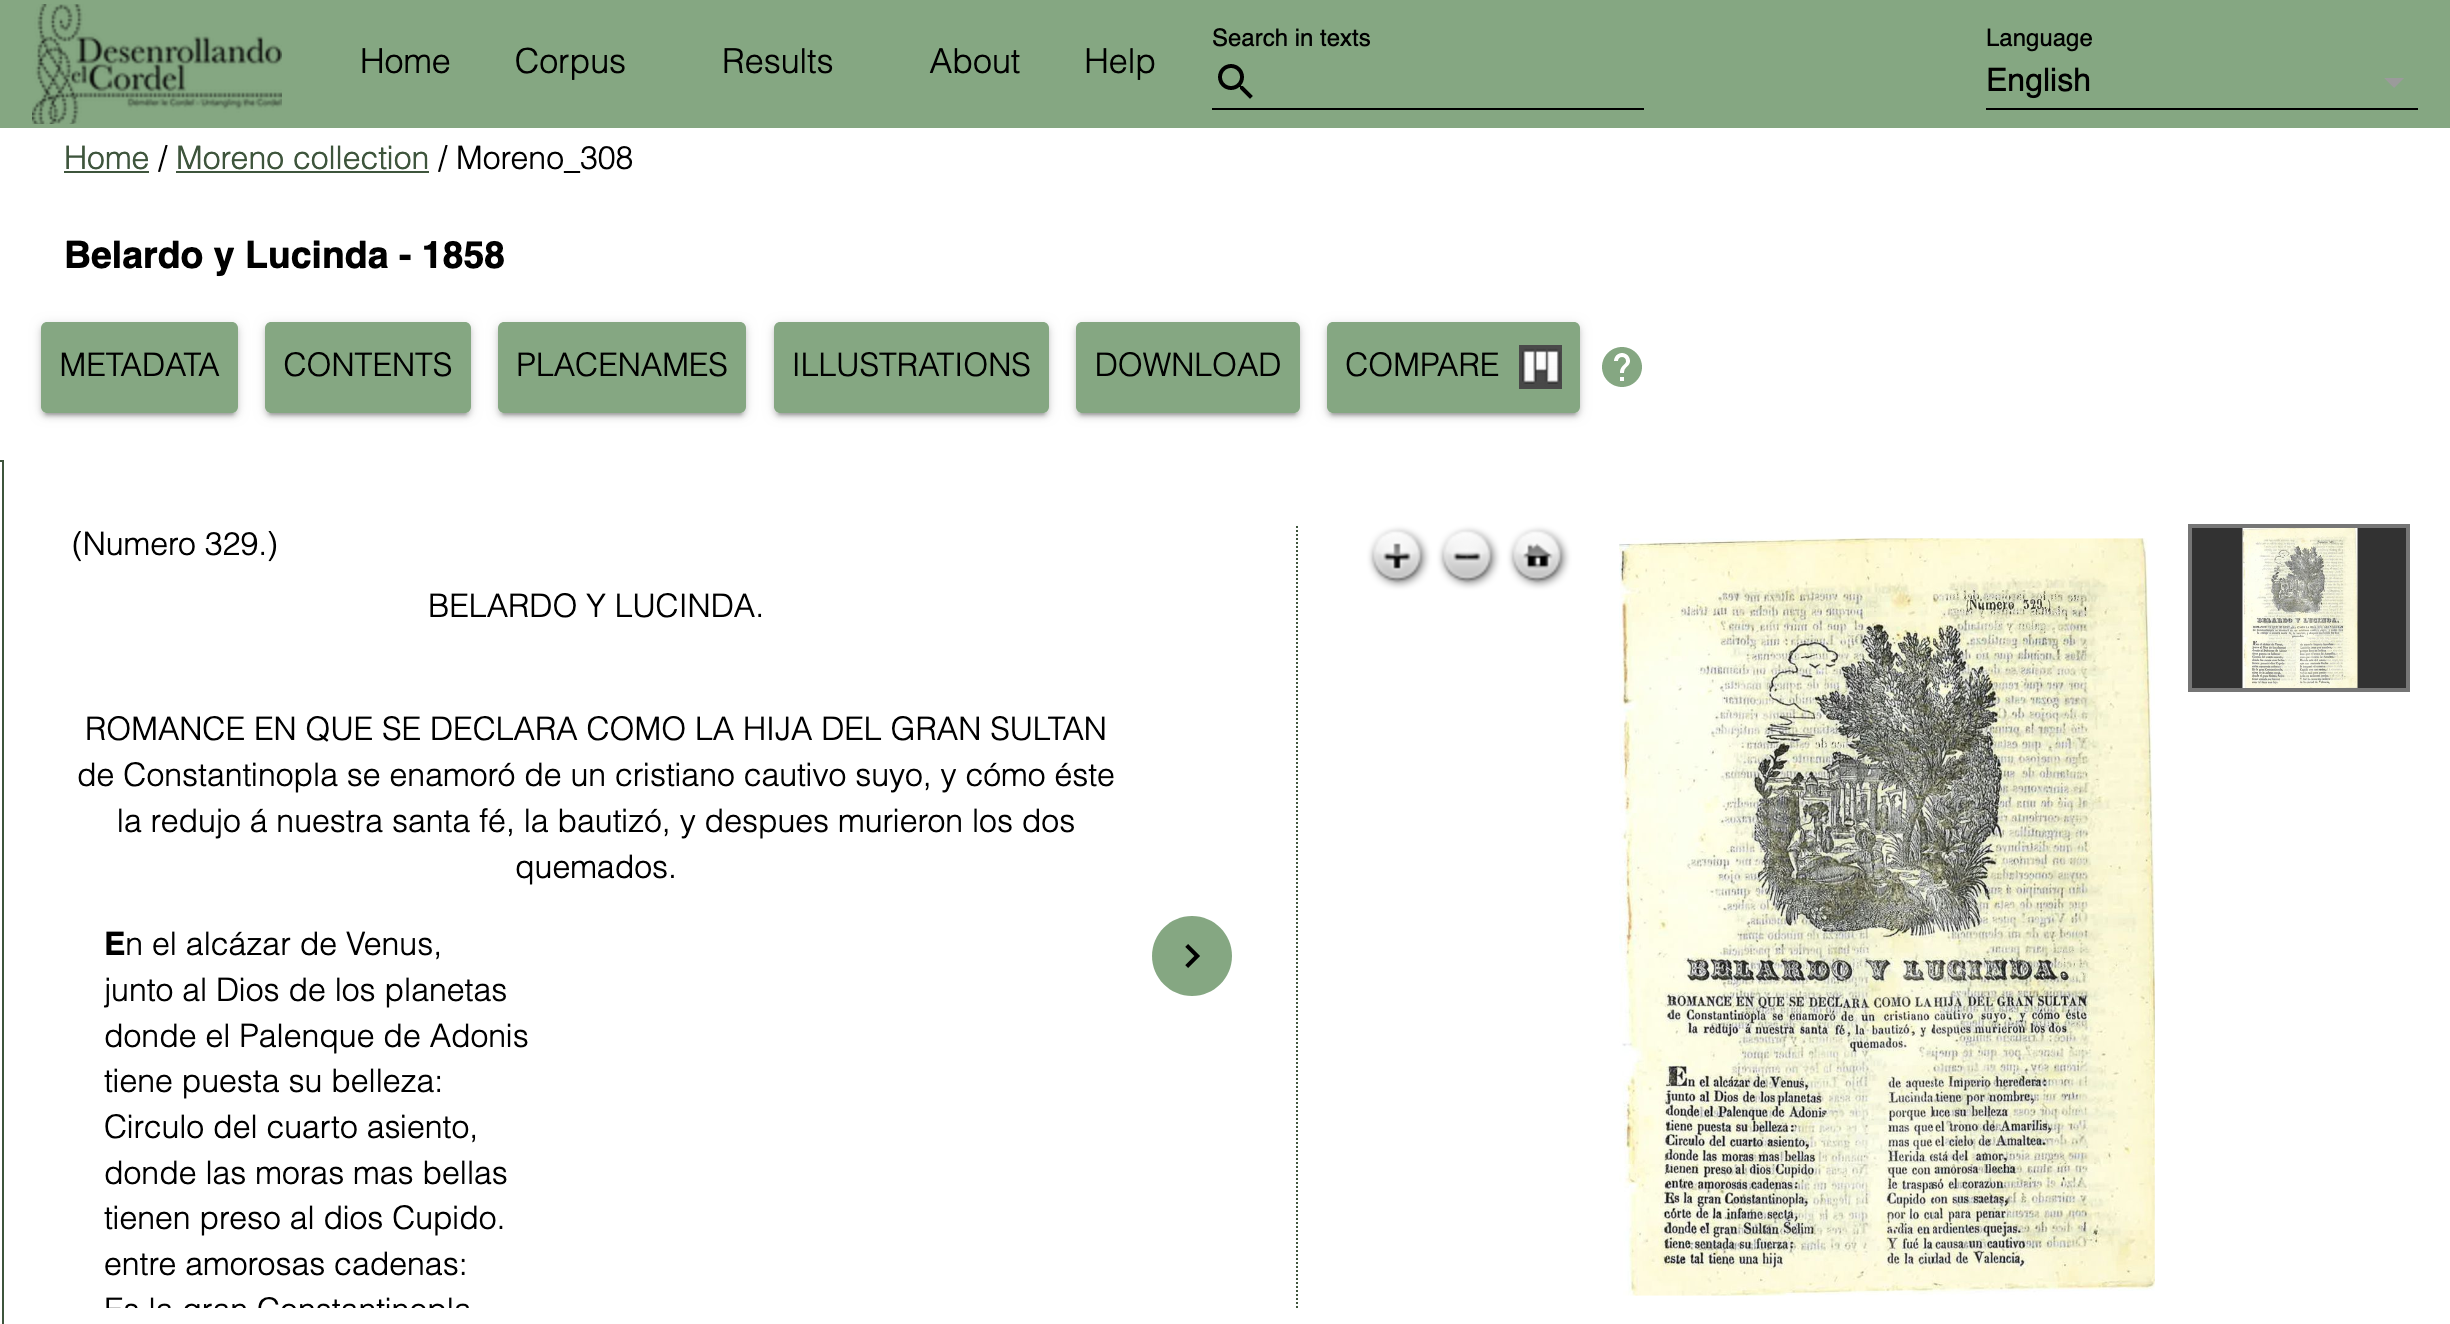 Desenrollando
el Cordel
Démêler le Cordel - Untangling the Cordel
Home
Corpus
Results
About
Help
Search in texts
Language
English
Home / Moreno collection / Moreno_308
Belardo y Lucinda - 1858
METADATA
CONTENTS
PLACENAMES
ILLUSTRATIONS
DOWNLOAD
COMPARE
?
(Numero 329.)
BELARDO Y LUCINDA.
ROMANCE EN QUE SE DECLARA COMO LA HIJA DEL GRAN SULTAN
de Constantinopla se enamoró de un cristiano cautivo suyo, y cómo éste
la redujo á nuestra santa fé, la bautizó, y despues murieron los dos
quemados.
En el alcázar de Venus,
junto al Dios de los planetas
donde el Palenque de Adonis
tiene puesta su belleza:
Circulo del cuarto asiento,
donde las moras mas bellas
tienen preso al dios Cupido.
entre amorosas cadenas:
Es la gran Constantinopla
(Numero 329.)
BELARDO Y LUCINDA.
ROMANCE EN QUE SE DECLARA COMO LA HIJA DEL GRAN SULTAN
de Constantinopla se enamoró de un cristiano cautivo suyo, y cómo éste
la redujo á nuestra santa fé, la bautizó, y despues murieron los dos
quemados.
En el alcázar de Venus,
junto al Dios de los planetas
donde el Palenque de Adonis
tiene puesta su belleza:
Circulo del cuarto asiento,
donde las moras mas bellas
tienen preso al dios Cupido
entre amorosas cadenas:
Es la gran Constantinopla,
córte de la infame secta,
donde el gran Sultan Selim
tiene sentada su fuerza;
este tal tiene una hija
de aqueste Imperio heredera:
Lucinda tiene por nombre,
porque luce su belleza
mas que el trono de Amarilis,
mas que el cielo de Amaltea.
Herida está del amor,
que con amorosa flecha
le traspasó el corazon
Cupido con sus saetas,
por lo cual para penar
ardia en ardientes quejas.
Y fué la causa un cautivo
de la ciudad de Valencia,
BELARDO Y LUCINDA.